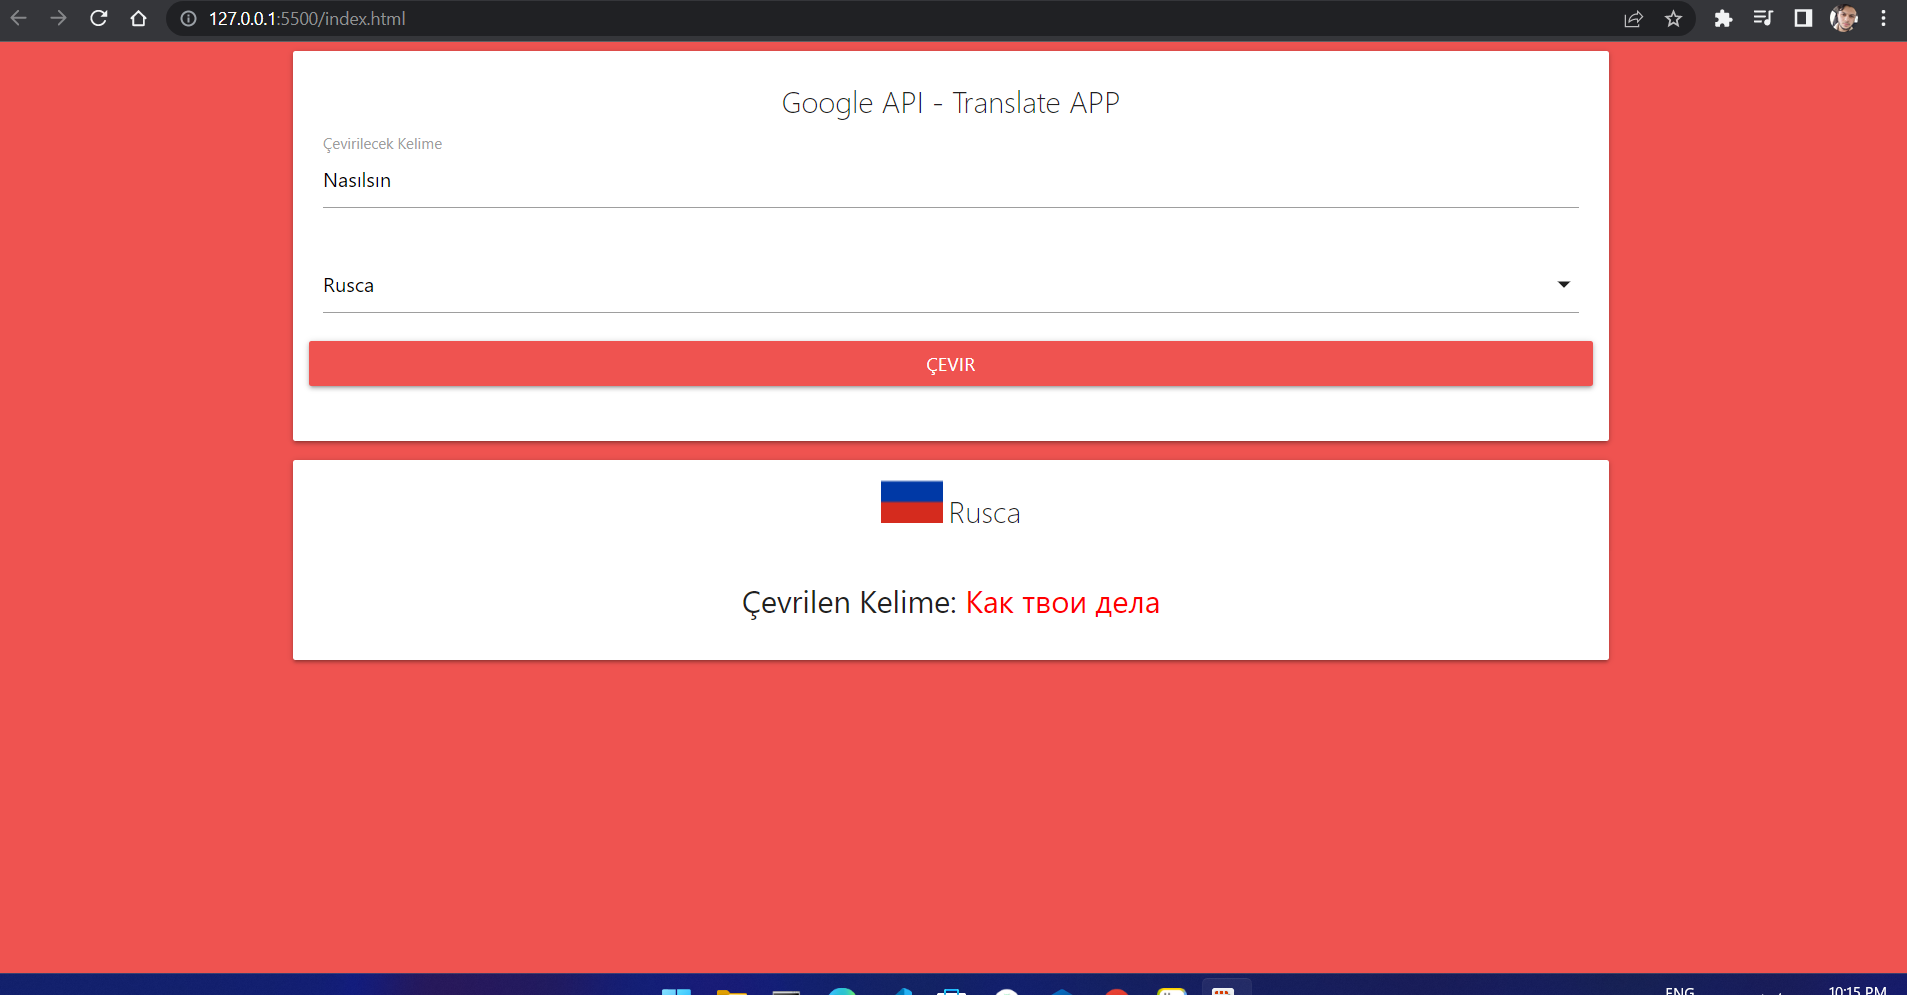 127.0.0.1:5500/index.html
Google API - Translate APP
Çevirilecek Kelime
Nasılsın
Rusca
ÇEVIR
Rusca
Çevrilen Kelime: Как твои дела
ENG
10:15 PM